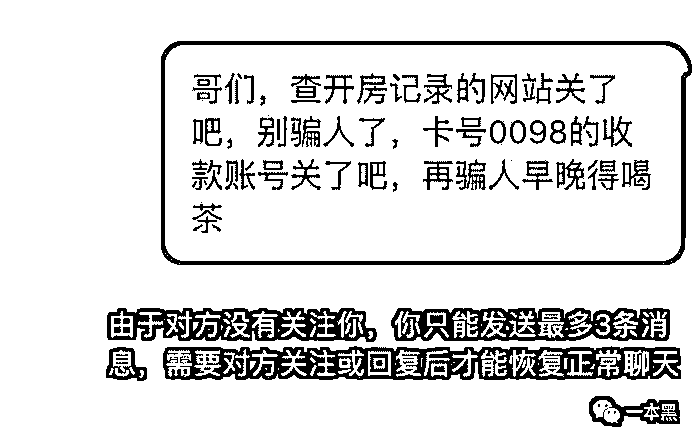 哥们，查开房记录的网站关了
吧，别骗人了，卡号0098的收
款账号关了吧，再骗人早晚得喝
茶
由于对方没有关注你，你只能发送最多3条消
息，需要对方关注或回复后才能恢复正常聊天
一本黑